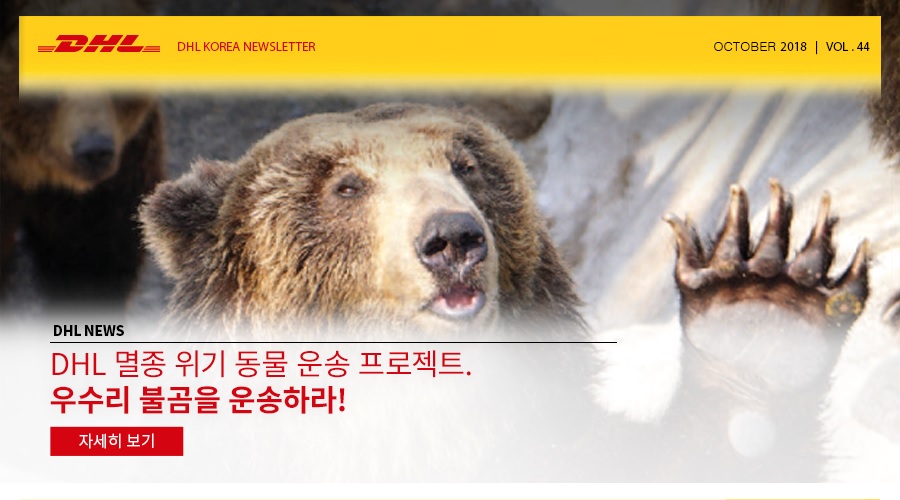 DHL
DHL KOREA NEWSLETTER
OCTOBER 2018 | VOL . 44
DHL NEWS
DHL 멸종 위기 동물 운송 프로젝트.
우수리 불곰을 운송하라!
자세히 보기